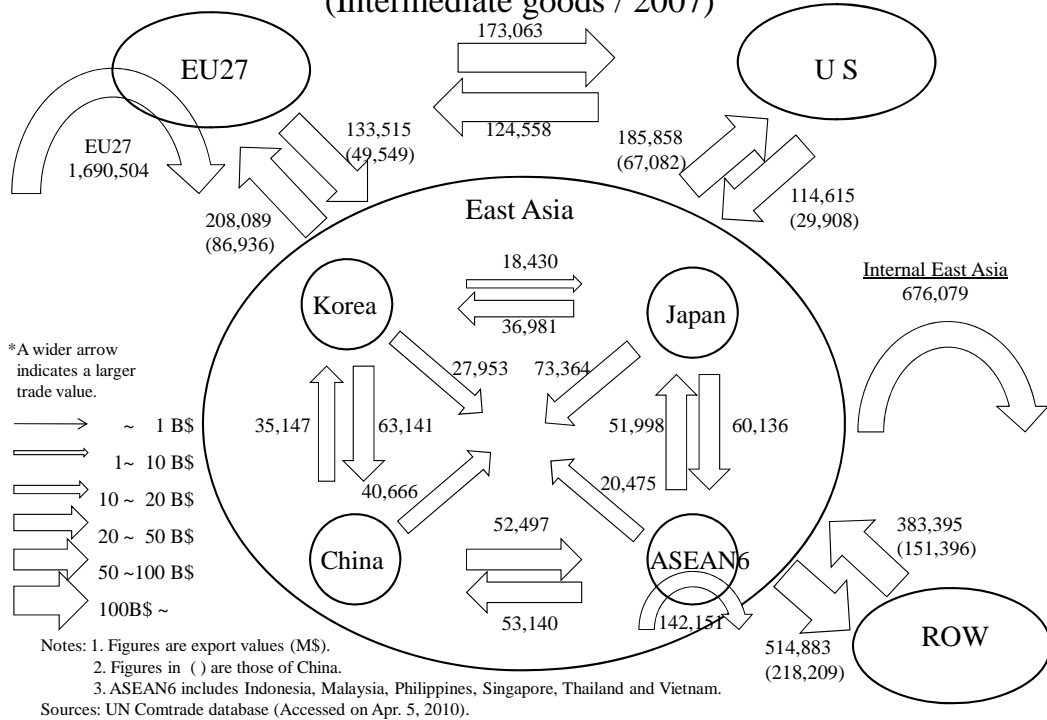 (Intermediate goods / 2007)
173,063
EU27
U S
124,558
133,515
(49,549)
185,858
(67,082)
EU27
1,690,504
114,615
(29,908)
208,089
(86,936)
East Asia
18,430
Internal East Asia
676,079
Korea
Japan
36,981
*A wider arrow
indicates a larger
trade value.
27,953
73,364
35,147
63,141
51,998
60,136
~ 1 B$
1~ 10 B$
10 ~ 20 B$
20 ~ 50 B$
50 ~100 B$
100B$ ~
40,666
20,475
52,497
383,395
(151,396)
China
ASEAN6
53,140
142,151
514,883
(218,209)
ROW
Notes: 1. Figures are export values (M$).
2. Figures in ( ) are those of China.
3. ASEAN6 includes Indonesia, Malaysia, Philippines, Singapore, Thailand and Vietnam.
Sources: UN Comtrade database (Accessed on Apr. 5, 2010).